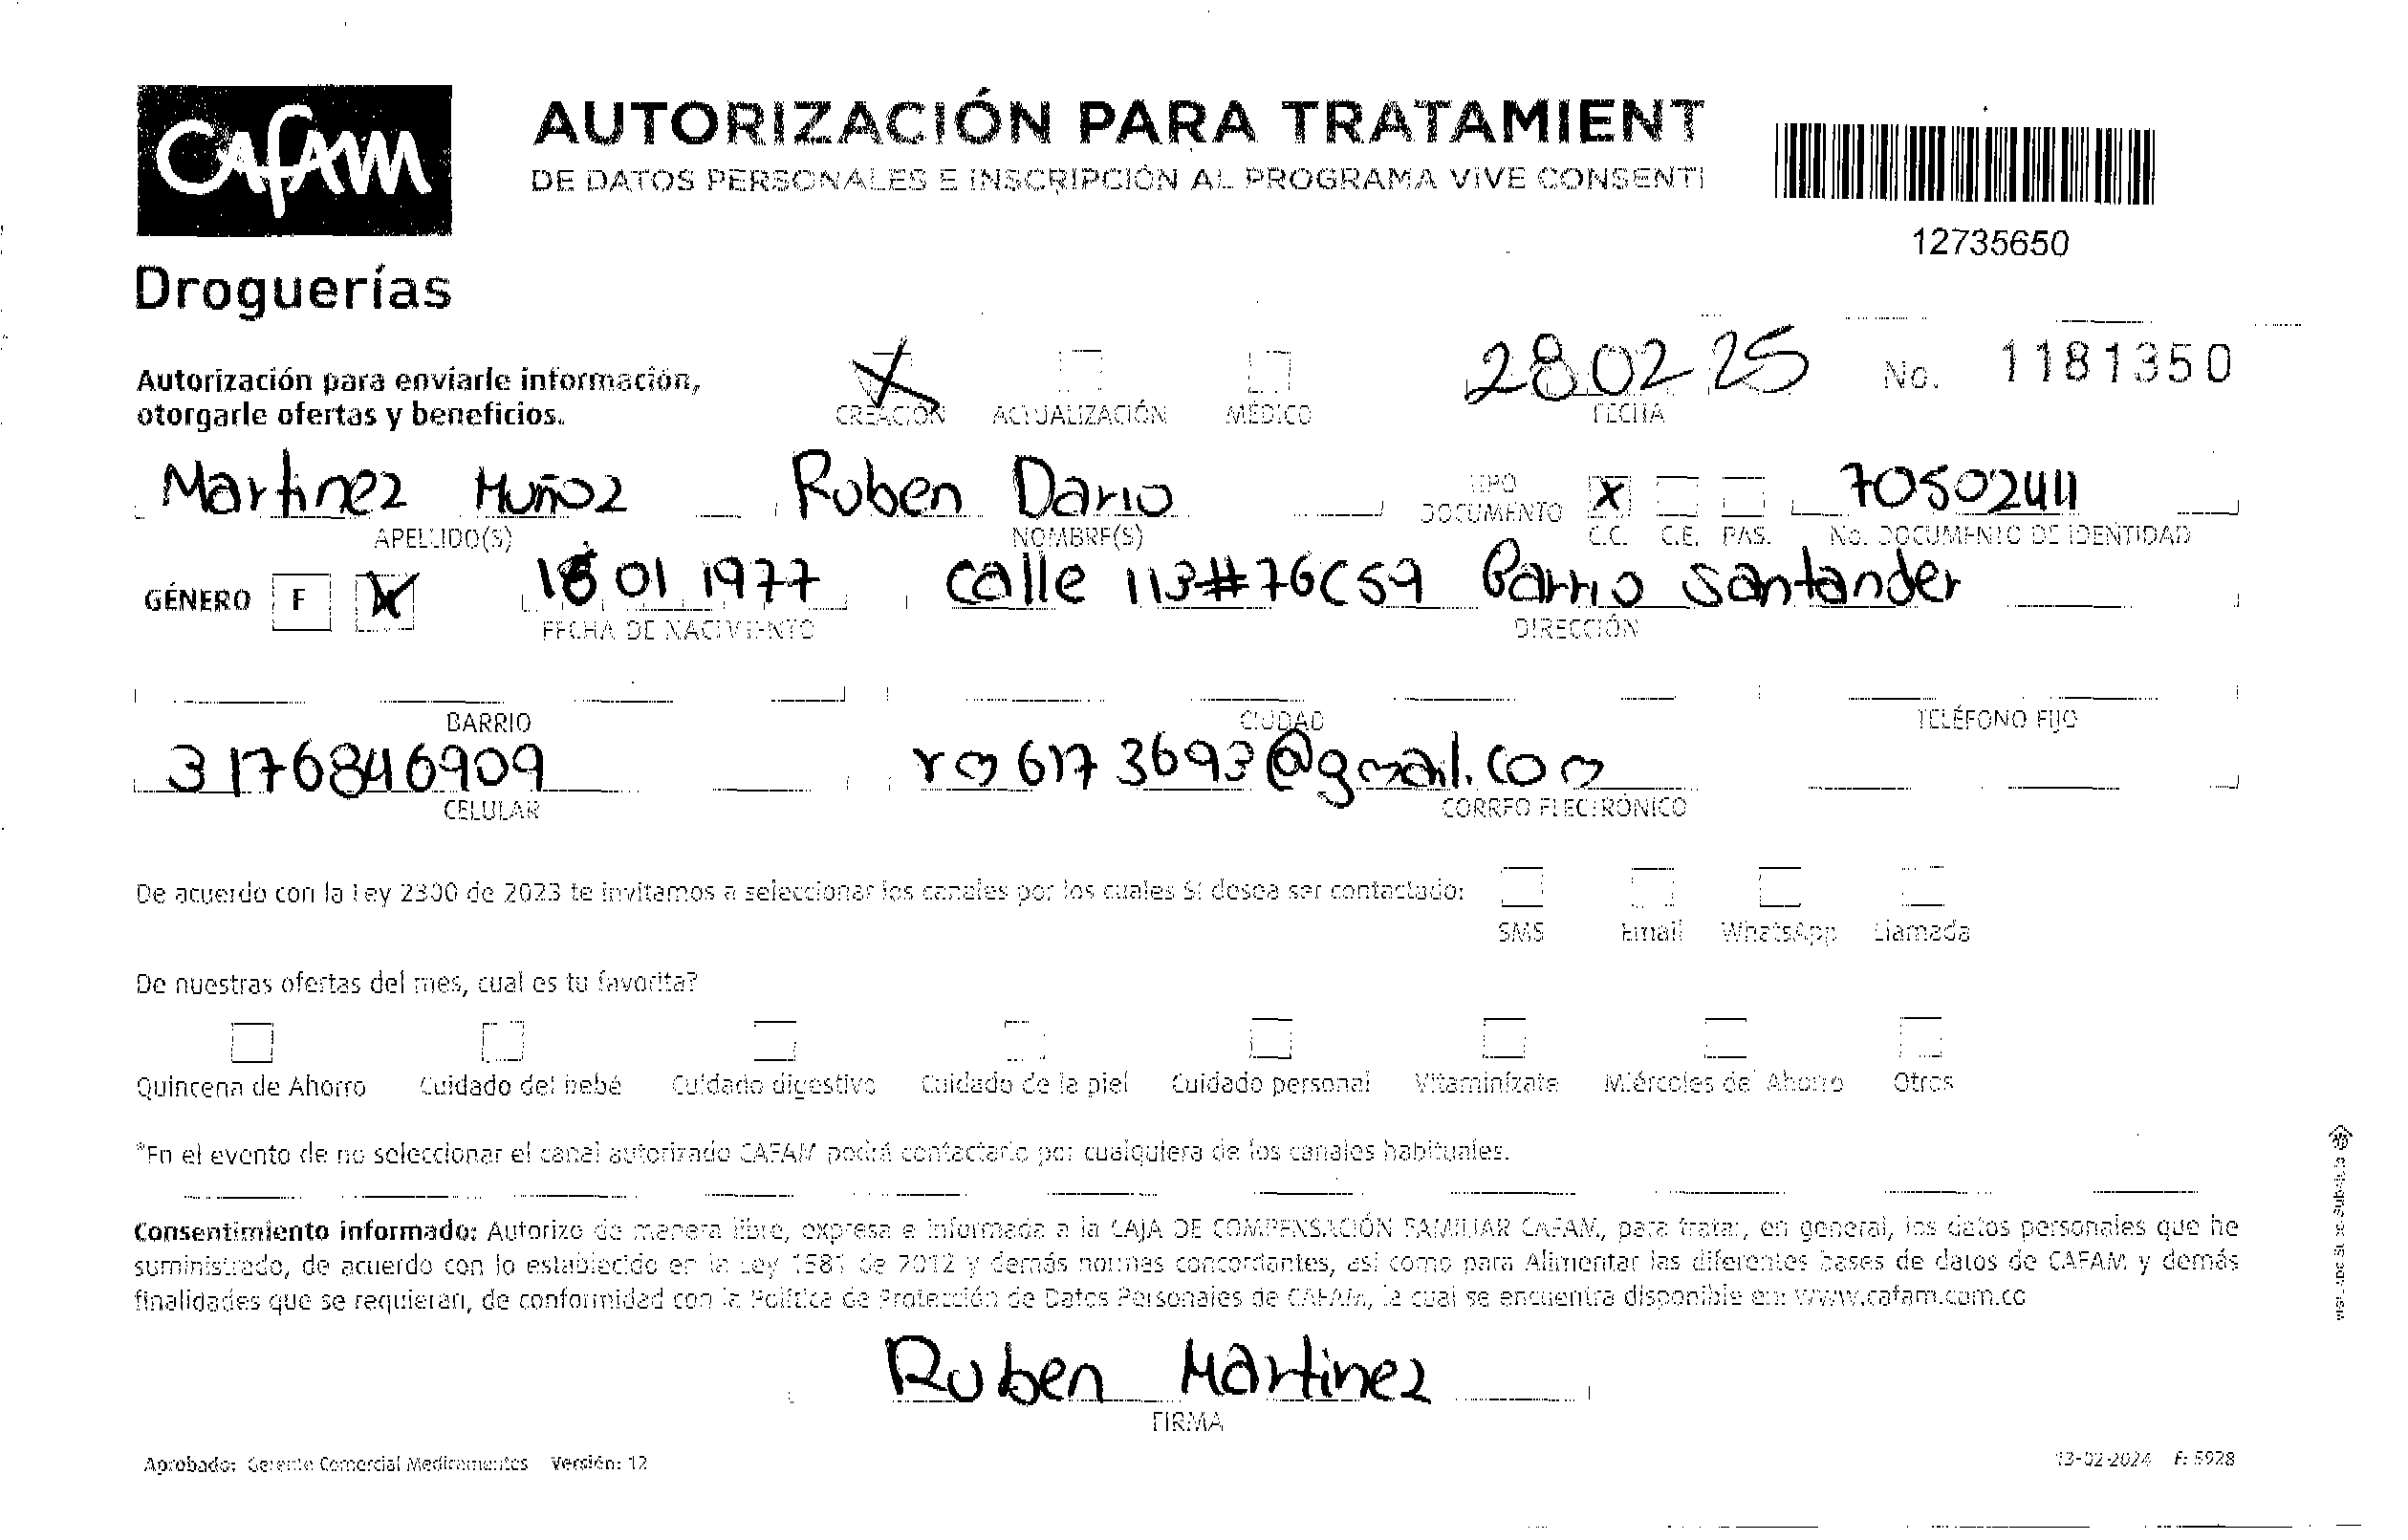 Cafam
Droguerías
AUTORIZACIÓN PARA TRATAMIENT
DE DATOS PERSONALES E INSCRIPCIÓN AL PROGRAMA VIVE CONSENTI
12735650
Autorización para enviarle información,
otorgarle ofertas y beneficios.
X CREACIÓN ACTUALIZACIÓN MÉDICO
28 02 25 FECHA
No. 1181350
Martinez Muñoz Ruben Dario X 70502411
APELLIDO(S) NOMBRE(S) TIPO DOCUMENTO C.C. C.E. PAS. No. DOCUMENTO DE IDENTIDAD
GÉNERO F X 01 1977 calle 113#76C59 Barrio Santander
FECHA DE NACIMIENTO DIRECCIÓN
BARRIO CIUDAD TELÉFONO FIJO
3176846909 rm6173693@gmail.com
CELULAR CORREO ELECTRÓNICO
De acuerdo con la Ley 2300 de 2023 te invitamos a seleccionar los canales por los cuales SI desea ser contactado:
SMS Email WhatsApp Llamada
De nuestras ofertas del mes, cual es tu favorita?
Quincena de Ahorro Cuidado del bebé Cuidado digestivo Cuidado de la piel Cuidado personal Vitaminízate Miércoles de Ahorro Otros
*En el evento de no seleccionar el canal autorizado CAFAM podrá contactarlo por cualquiera de los canales habituales.
Consentimiento informado: Autorizo de manera libre, expresa e informada a la CAJA DE COMPENSACIÓN FAMILIAR CAFAM, para tratar, en general, los datos personales que he
suministrado, de acuerdo con lo establecido en la Ley 1581 de 2012 y demás normas concordantes, así como para Alimentar las diferentes bases de datos de CAFAM y demás
finalidades que se requieran, de conformidad con la Política de Protección de Datos Personales de CAFAM, la cual se encuentra disponible en: www.cafam.com.co
Ruben Martinez
FIRMA
Aprobado: Gerente Comercial Medicamentos Versión: 12
13-02-2024 F: 5928